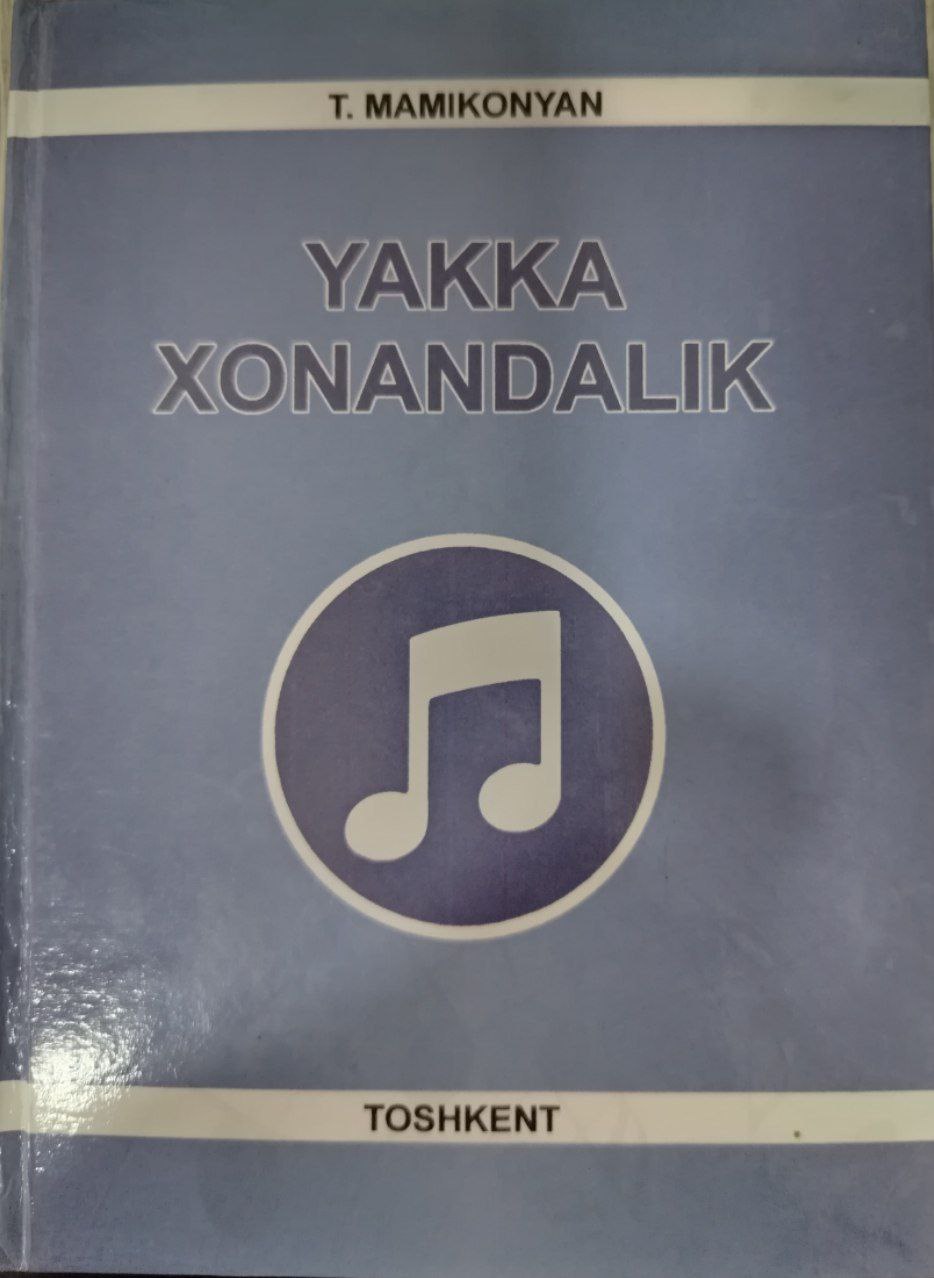 T. MAMIKONYAN
YAKKA
XONANDALIK
TOSHKENT